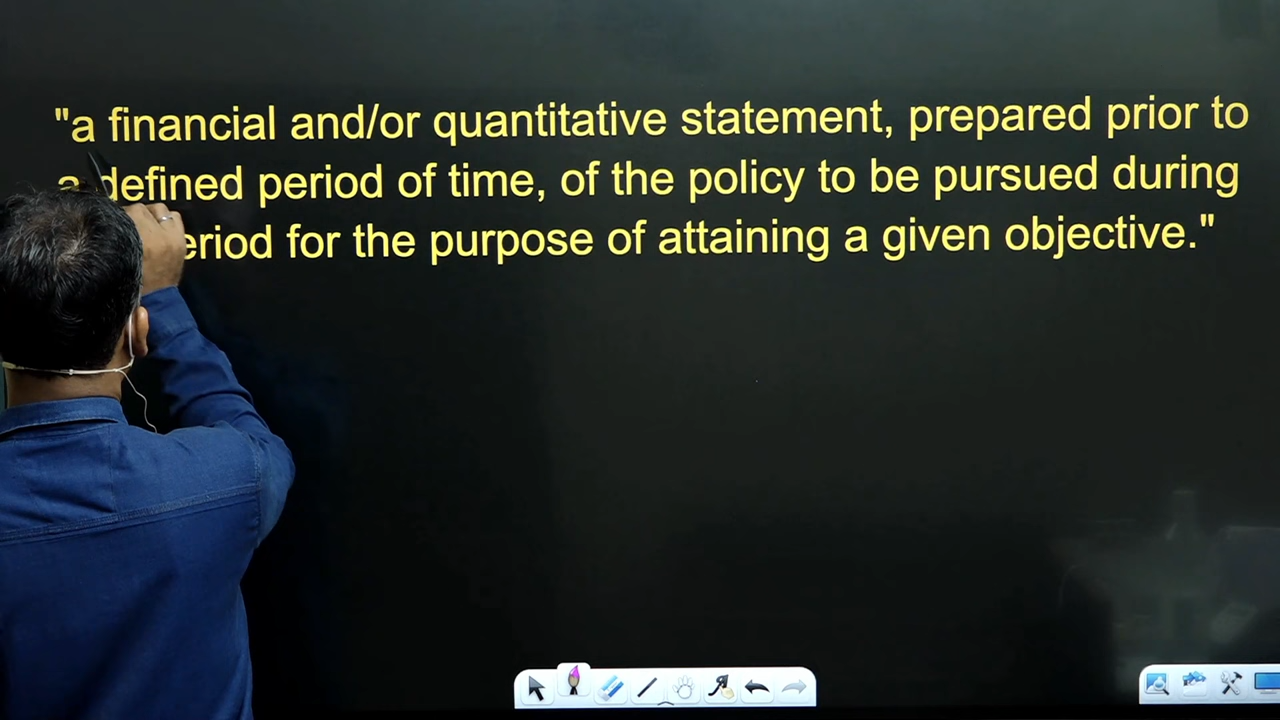 "a financial and/or quantitative statement, prepared prior to
a defined period of time, of the policy to be pursued during
eriod for the purpose of attaining a given objective."